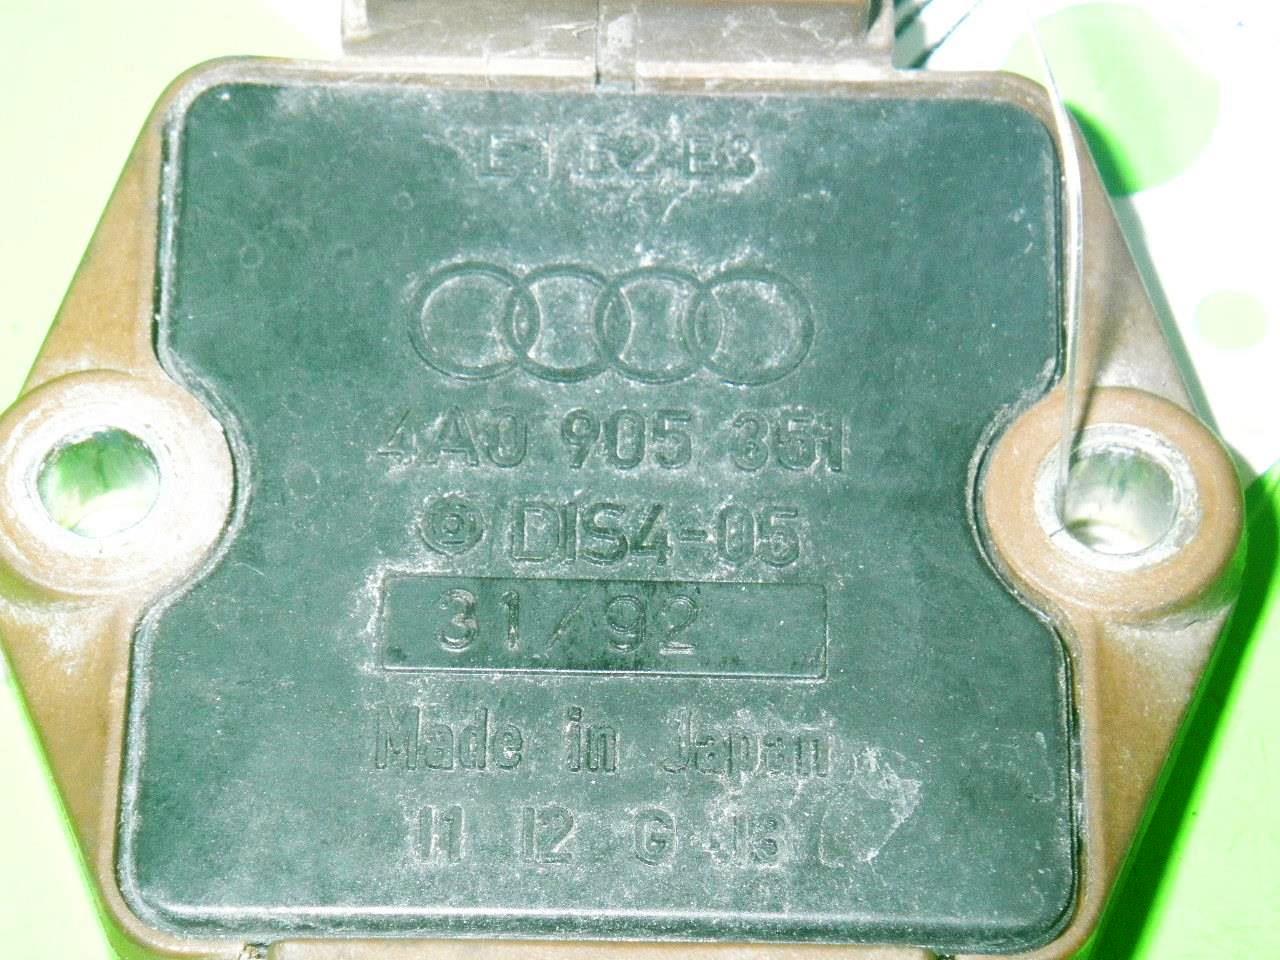 E1 E2 E3
4A0 905 351
DIS4-05
31/92
Made in Japan
I1 I2 G I3